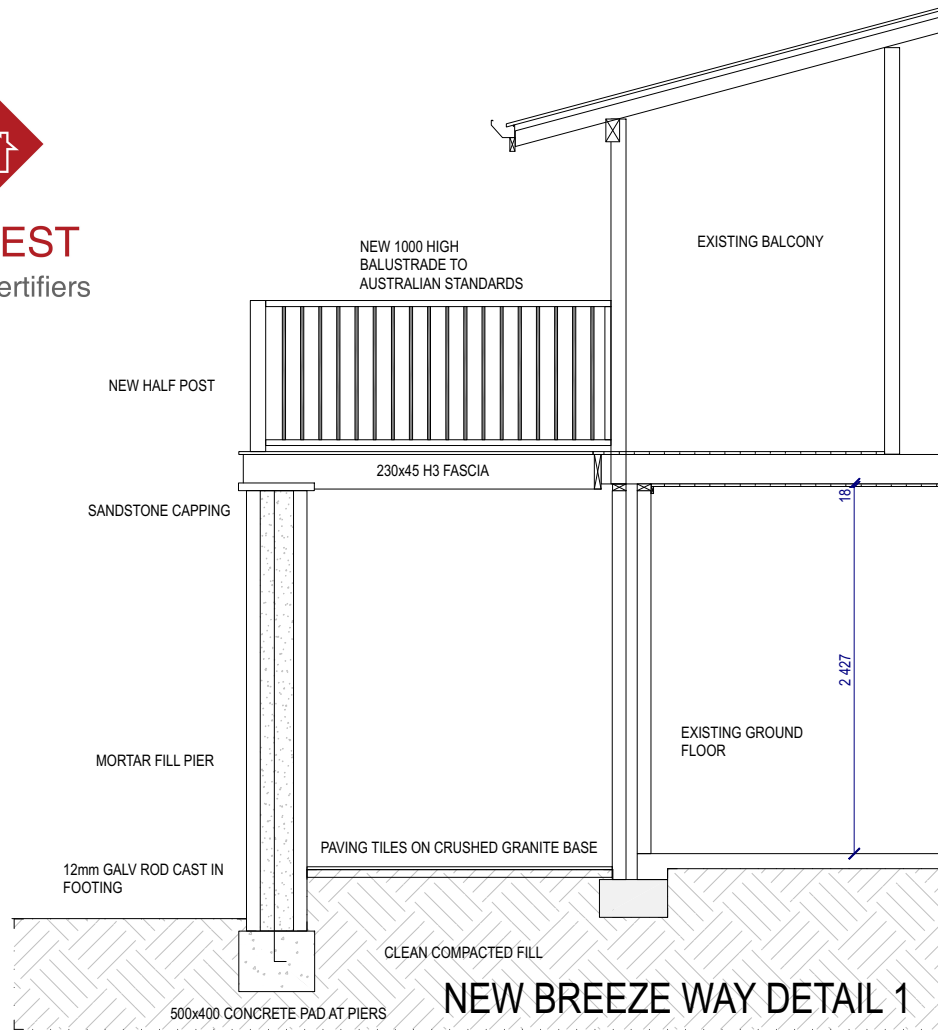 EST
ertifiers
NEW 1000 HIGH
BALUSTRADE TO
AUSTRALIAN STANDARDS
EXISTING BALCONY
NEW HALF POST
230x45 H3 FASCIA
SANDSTONE CAPPING
18
2 427
EXISTING GROUND
FLOOR
MORTAR FILL PIER
PAVING TILES ON CRUSHED GRANITE BASE
12mm GALV ROD CAST IN
FOOTING
CLEAN COMPACTED FILL
500x400 CONCRETE PAD AT PIERS
NEW BREEZE WAY DETAIL 1